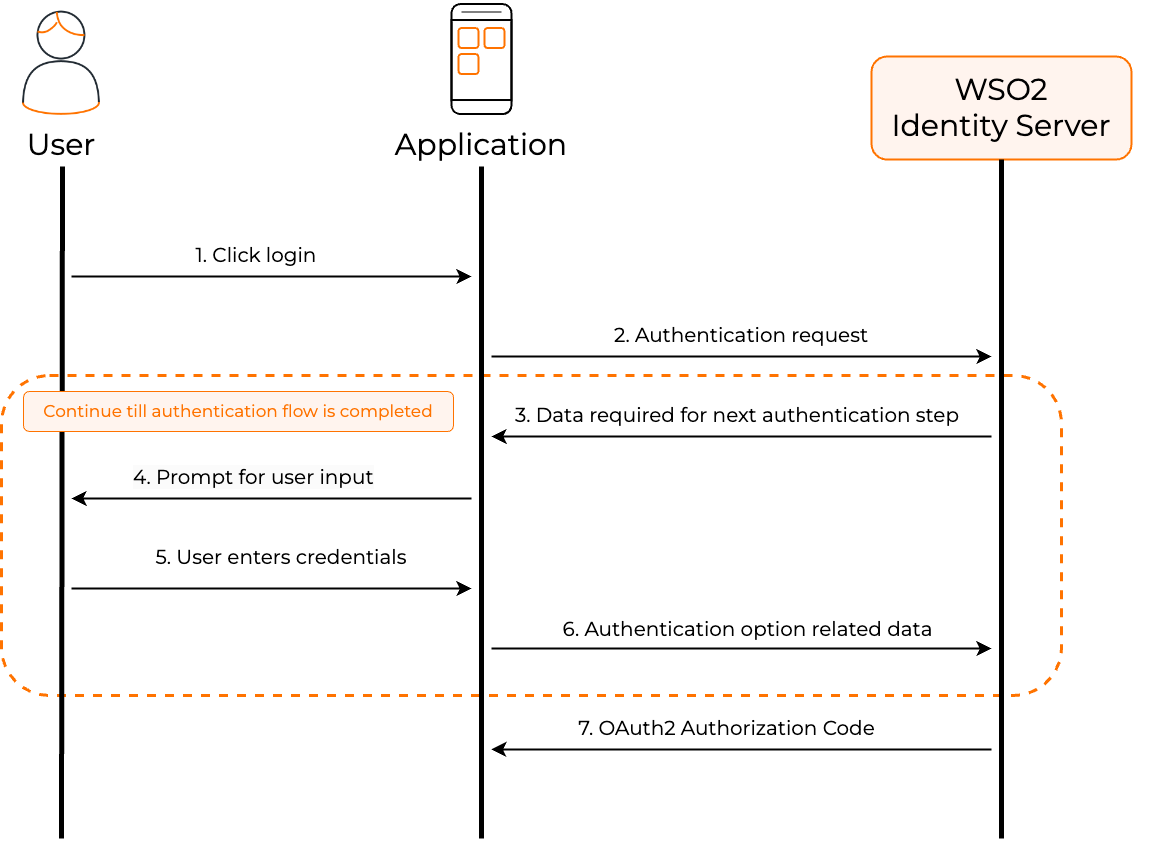 User
Application
WSO2
Identity Server
1. Click login
2. Authentication request
Continue till authentication flow is completed
3. Data required for next authentication step
4. Prompt for user input
5. User enters credentials
6. Authentication option related data
7. OAuth2 Authorization Code